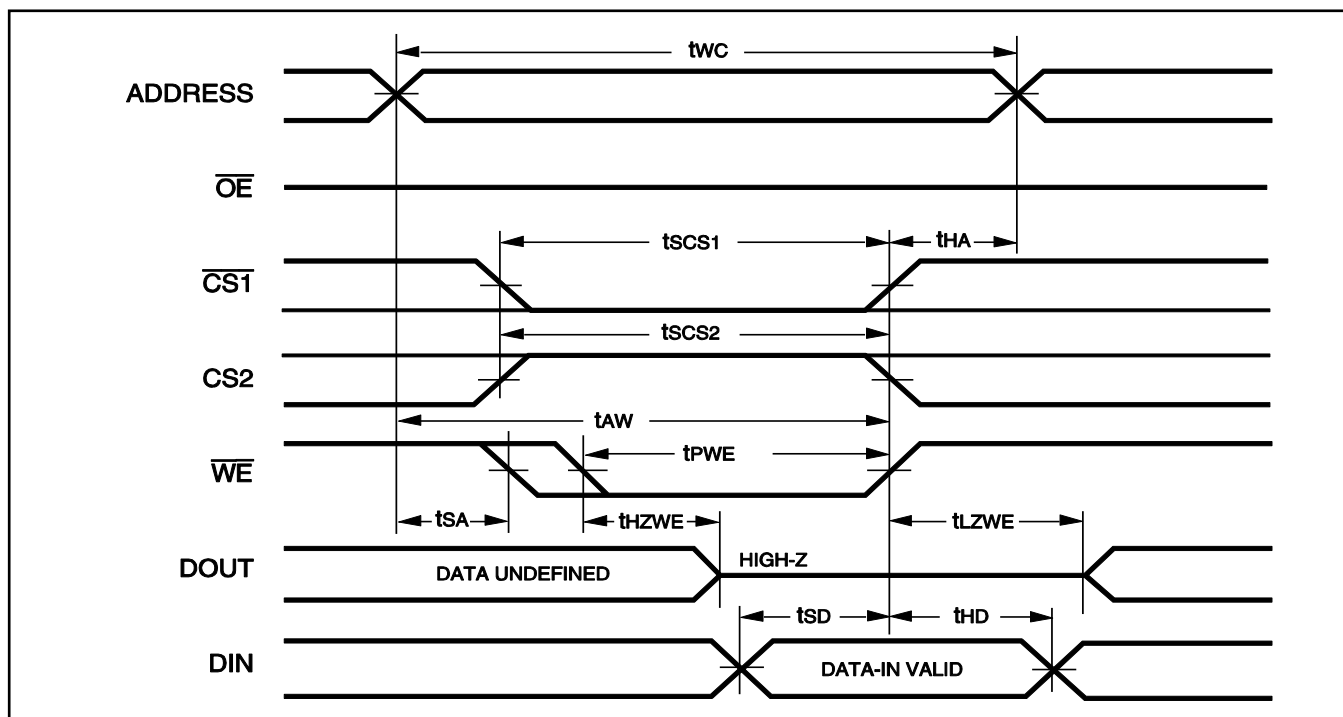 tWC
ADDRESS
OE
tSCS1
tHA
CS1
tSCS2
CS2
tAW
WE
tPWE
tSA
tHZWE
tLZWE
DOUT
DATA UNDEFINED
HIGH-Z
tSD
tHD
DIN
DATA-IN VALID